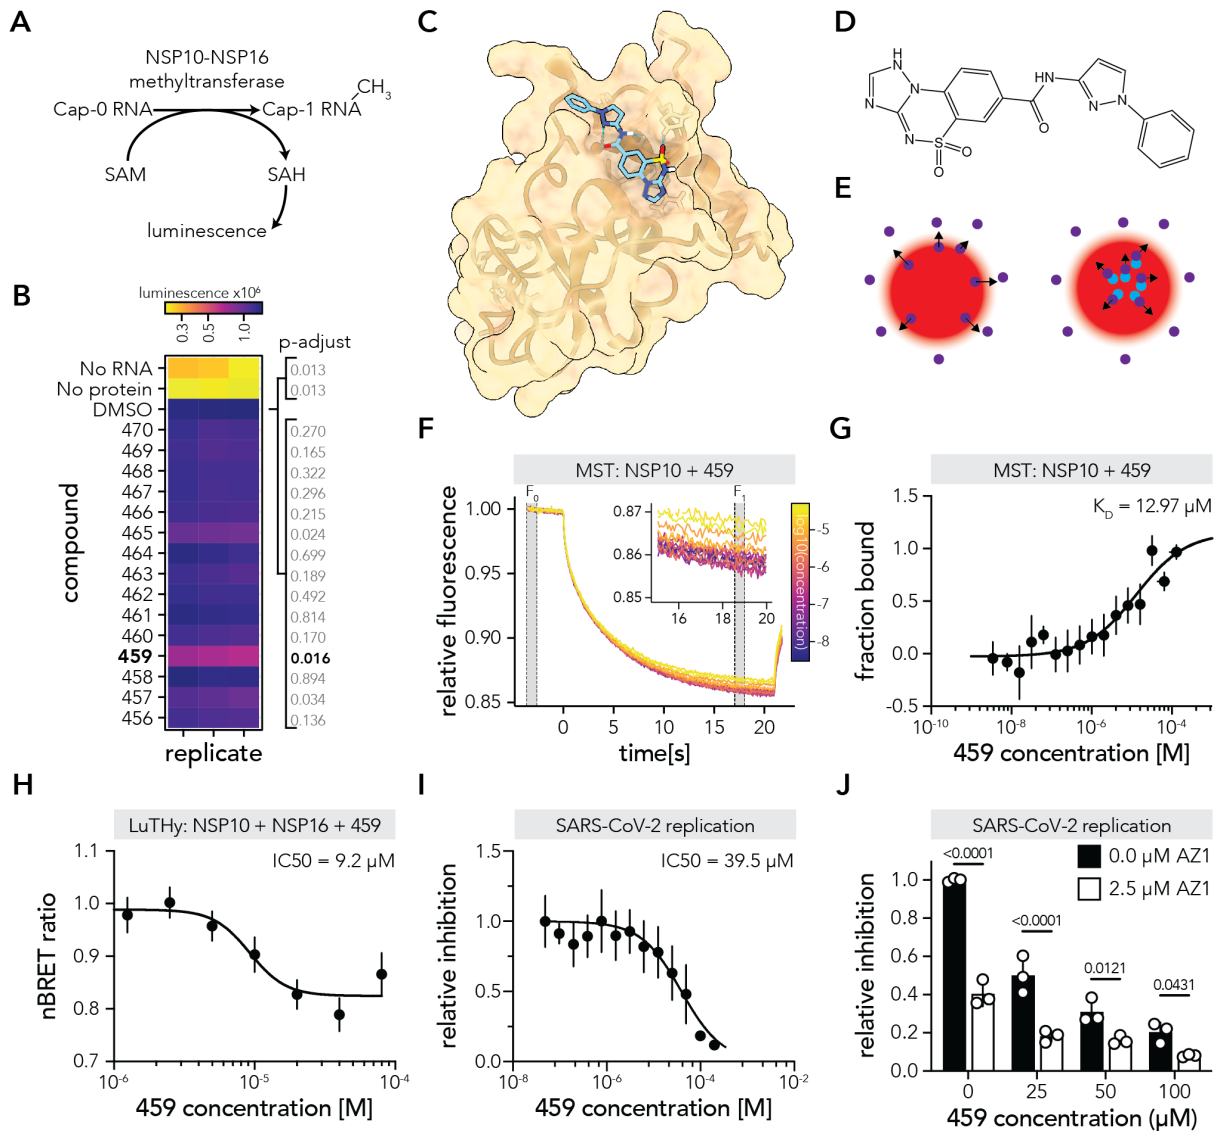 A
NSP10-NSP16
methyltransferase
Cap-0 RNA
Cap-1 RNA
CH3
SAM
SAH
luminescence
B
luminescence x10⁶
0.3
0.5
1.0
p-adjust
compound
No RNA
0.013
No protein
0.013
DMSO
470
0.270
469
0.165
468
0.322
467
0.296
466
0.215
465
0.024
464
0.699
463
0.189
462
0.492
461
0.814
460
0.170
459
0.016
458
0.894
457
0.034
456
0.136
replicate
C
D
H
N
N
N
N
S
O
O
O
HN
N
N
E
F
MST: NSP10 + 459
relative fluorescence
F0
F1
1.00
0.95
0.90
0.85
0.87
0.86
0.85
16
18
20
log10(concentration)
-5
-6
-7
-8
0
5
10
15
20
time[s]
G
MST: NSP10 + 459
KD = 12.97 µM
fraction bound
1.5
1.0
0.5
0.0
-0.5
10⁻¹⁰
10⁻⁸
10⁻⁶
10⁻⁴
459 concentration [M]
H
LuTHy: NSP10 + NSP16 + 459
IC50 = 9.2 µM
nBRET ratio
1.1
1.0
0.9
0.8
0.7
10⁻⁶
10⁻⁵
10⁻⁴
459 concentration [M]
I
SARS-CoV-2 replication
IC50 = 39.5 µM
relative inhibition
1.5
1.0
0.5
0.0
10⁻⁸
10⁻⁶
10⁻⁴
10⁻²
459 concentration [M]
J
SARS-CoV-2 replication
0.0 µM AZ1
2.5 µM AZ1
relative inhibition
1.0
0.8
0.6
0.4
0.2
0.0
<0.0001
<0.0001
0.0121
0.0431
0
25
50
100
459 concentration (µM)